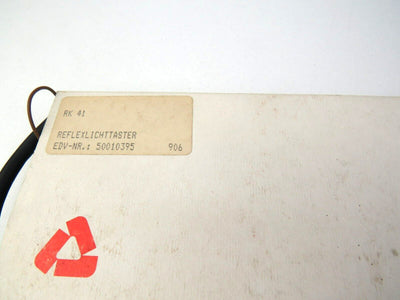 RK 41
REFLEXLICHTTASTER
EDV-NR.: 50010395 906